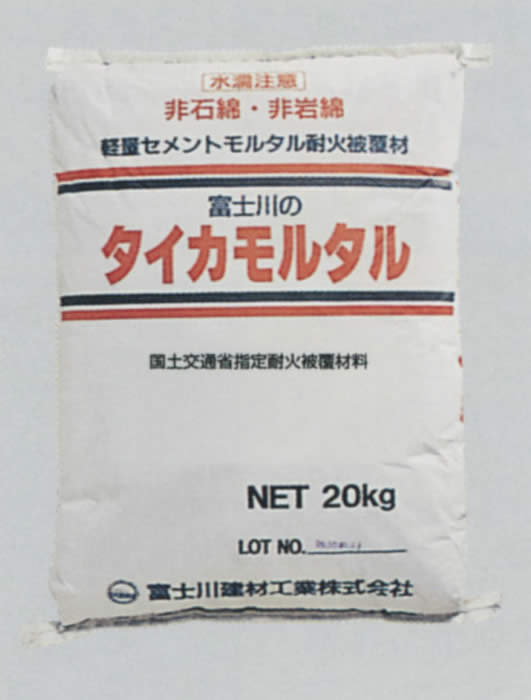 水濡注意
非石綿・非岩綿
軽量セメントモルタル耐火被覆材
富士川の
タイカモルタル
国土交通省指定耐火被覆材料
NET 20kg
LOT NO.
富士川建材工業株式会社